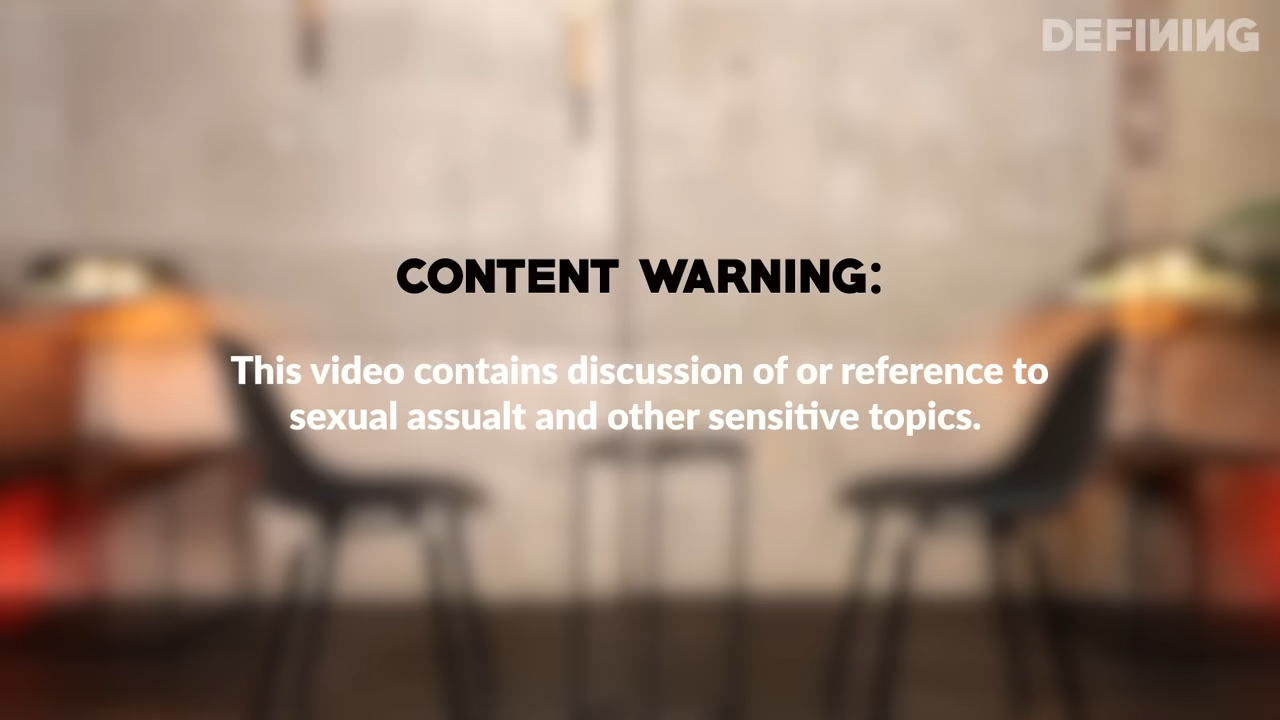 DEFINING
CONTENT WARNING:
This video contains discussion of or reference to
sexual assualt and other sensitive topics.